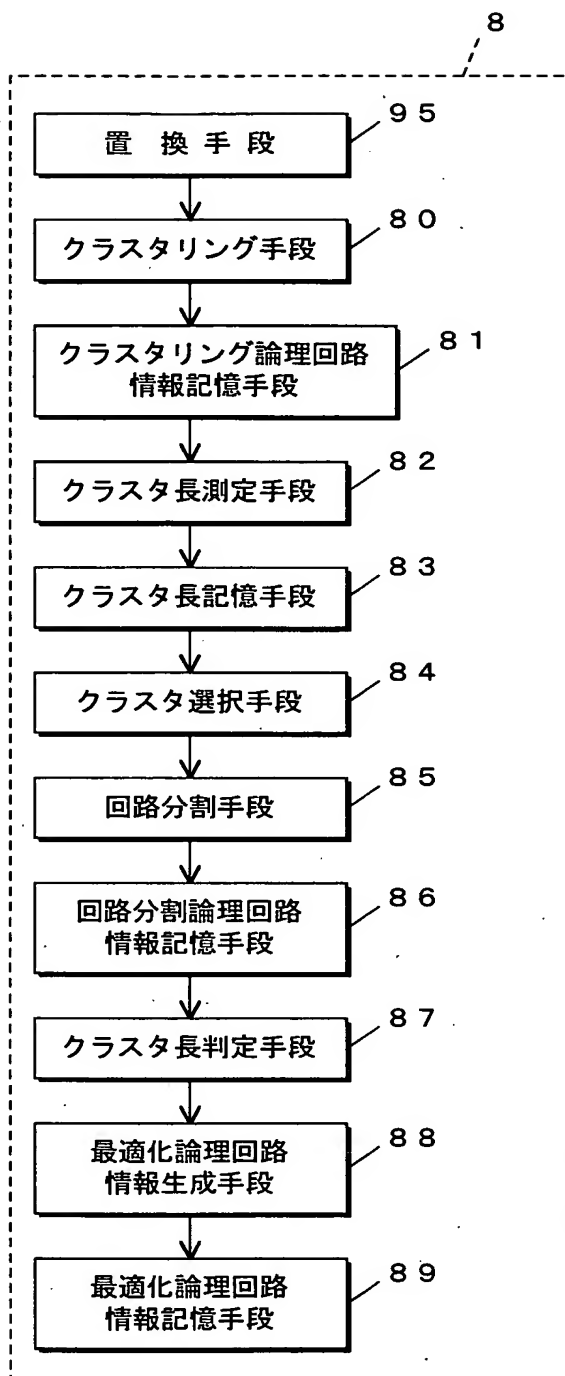 8
置 換 手 段
95
クラスタリング手段
80
クラスタリング論理回路
情報記憶手段
81
クラスタ長測定手段
82
クラスタ長記憶手段
83
クラスタ選択手段
84
回路分割手段
85
回路分割論理回路
情報記憶手段
86
クラスタ長判定手段
87
最適化論理回路
情報生成手段
88
最適化論理回路
情報記憶手段
89